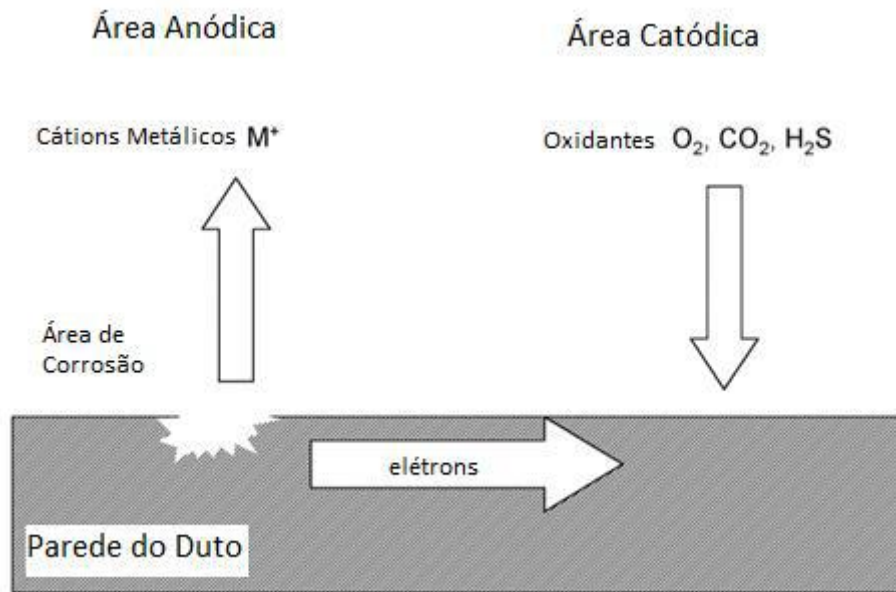 Área Anódica
Área Catódica
Cátions Metálicos M⁺
Oxidantes O₂, CO₂, H₂S
Área de
Corrosão
elétrons
Parede do Duto